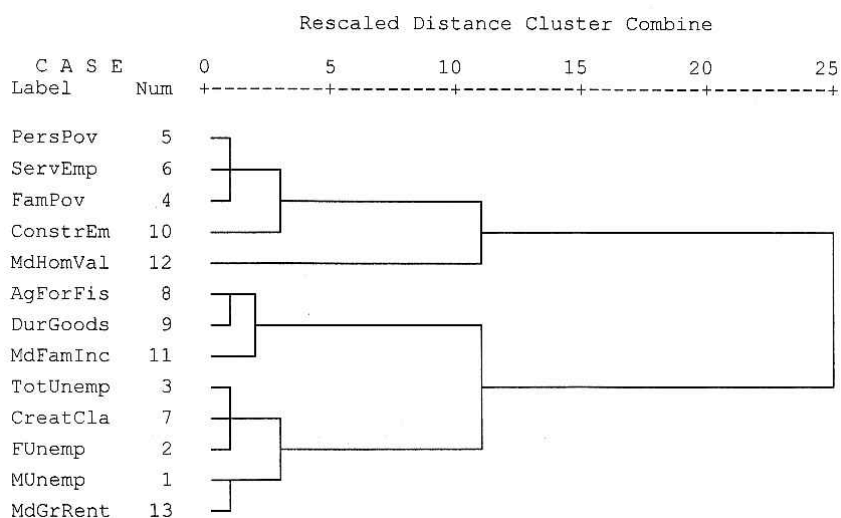 Rescaled Distance Cluster Combine
C A S E 0 5 10 15 20 25
Label Num +---------+---------+---------+---------+---------+
PersPov 5
ServEmp 6
FamPov 4
ConstrEm 10
MdHomVal 12
AgForFis 8
DurGoods 9
MdFamInc 11
TotUnemp 3
CreatCla 7
FUnemp 2
MUnemp 1
MdGrRent 13